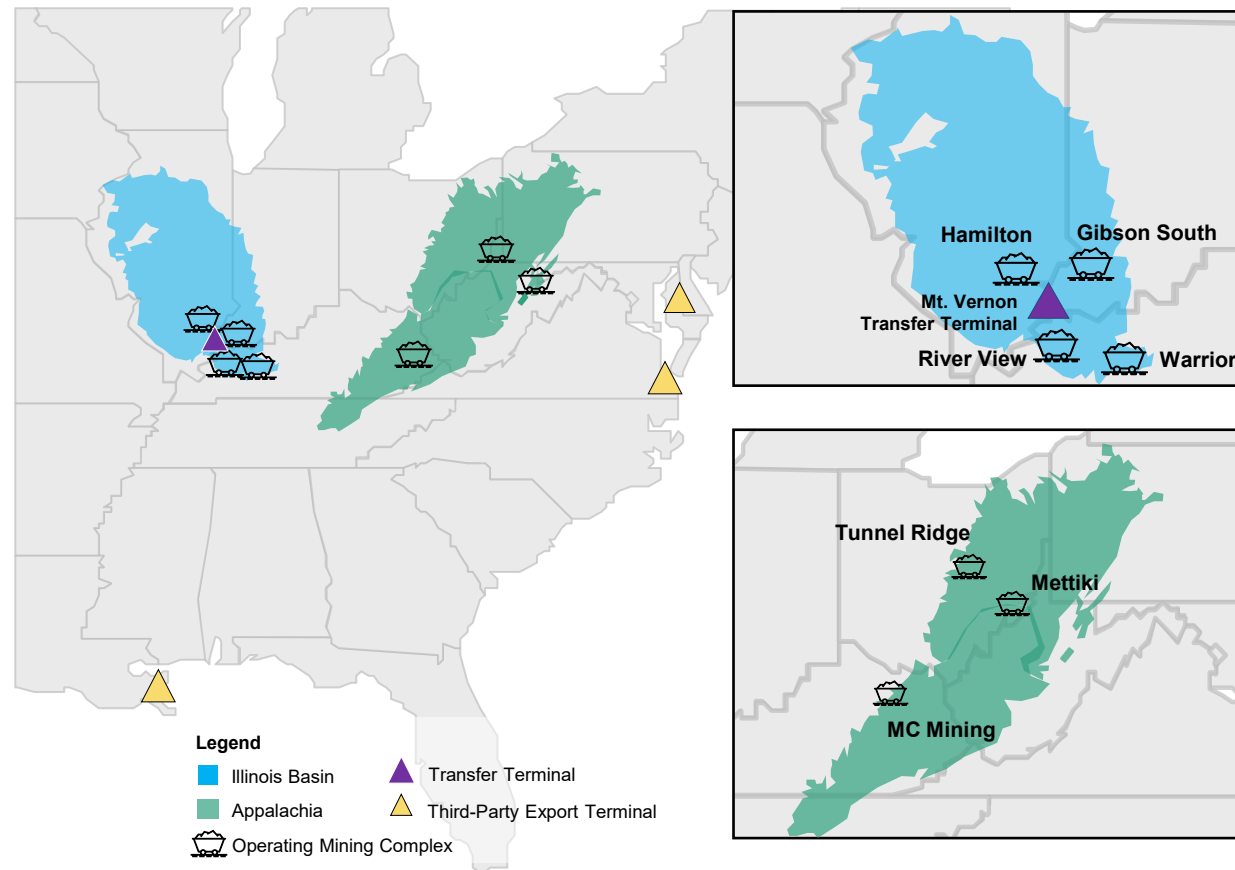 Hamilton
Gibson South
Mt. Vernon
Transfer Terminal
River View
Warrior
Tunnel Ridge
Mettiki
MC Mining
Legend
Illinois Basin
Appalachia
Operating Mining Complex
Transfer Terminal
Third-Party Export Terminal